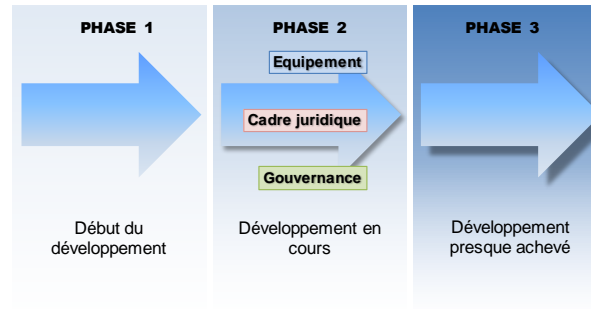 PHASE 1
Début du
développement
PHASE 2
Equipement
Cadre juridique
Gouvernance
Développement en
cours
PHASE 3
Développement
presque achevé